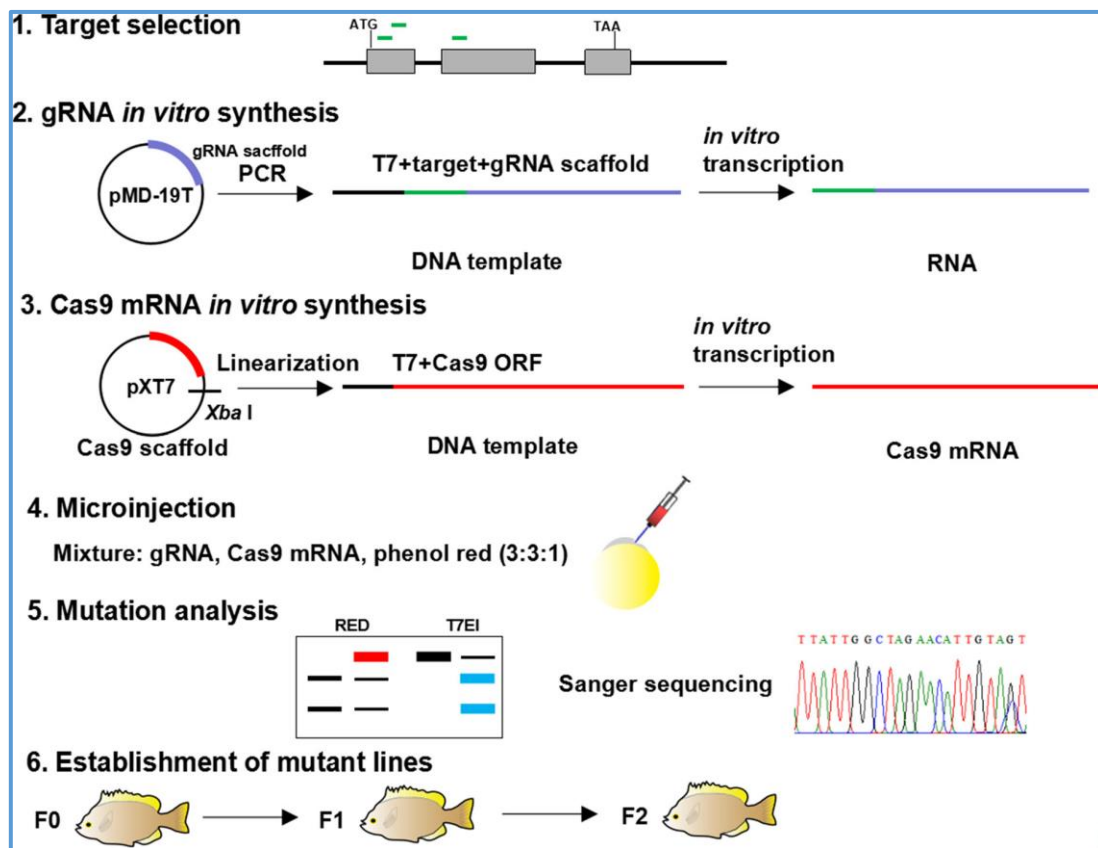 1. Target selection
ATG
TAA
2. gRNA in vitro synthesis
pMD-19T
gRNA sacffold
PCR
T7+target+gRNA scaffold
in vitro
transcription
DNA template
RNA
3. Cas9 mRNA in vitro synthesis
pXT7
Xba I
Cas9 scaffold
Linearization
T7+Cas9 ORF
in vitro
transcription
DNA template
Cas9 mRNA
4. Microinjection
Mixture: gRNA, Cas9 mRNA, phenol red (3:3:1)
5. Mutation analysis
RED
T7EI
Sanger sequencing
T TATTGGCTAGAACATTGTAGT
6. Establishment of mutant lines
F0
F1
F2